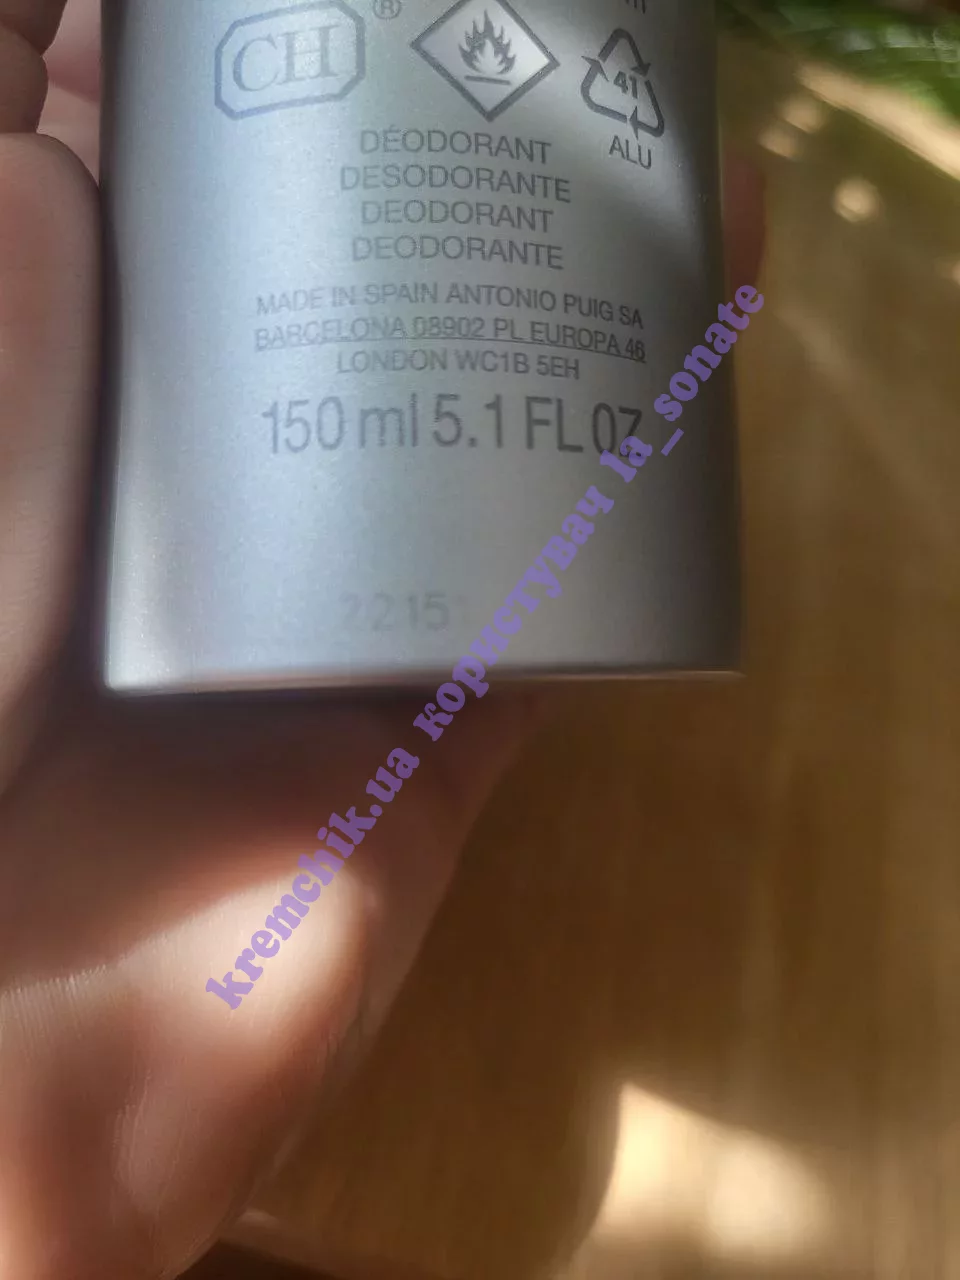 CH ®
41
ALU
DÉODORANT
DESODORANTE
DEODORANT
DEODORANTE
MADE IN SPAIN ANTONIO PUIG SA
BARCELONA 08902 PL EUROPA 46
LONDON WC1B 5EH
150 ml 5.1 FL OZ
kremchik.ua користувач la_sonate